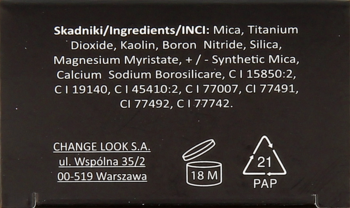 Skadniki/Ingredients/INCI: Mica, Titanium
Dioxide, Kaolin, Boron Nitride, Silica,
Magnesium Myristate, + / - Synthetic Mica,
Calcium Sodium Borosilicare, C I 15850:2,
C I 19140, C I 45410:2, C I 77007, C I 77491,
C I 77492, C I 77742.
CHANGE LOOK S.A.
ul. Wspólna 35/2
00-519 Warszawa
18 M
21
PAP